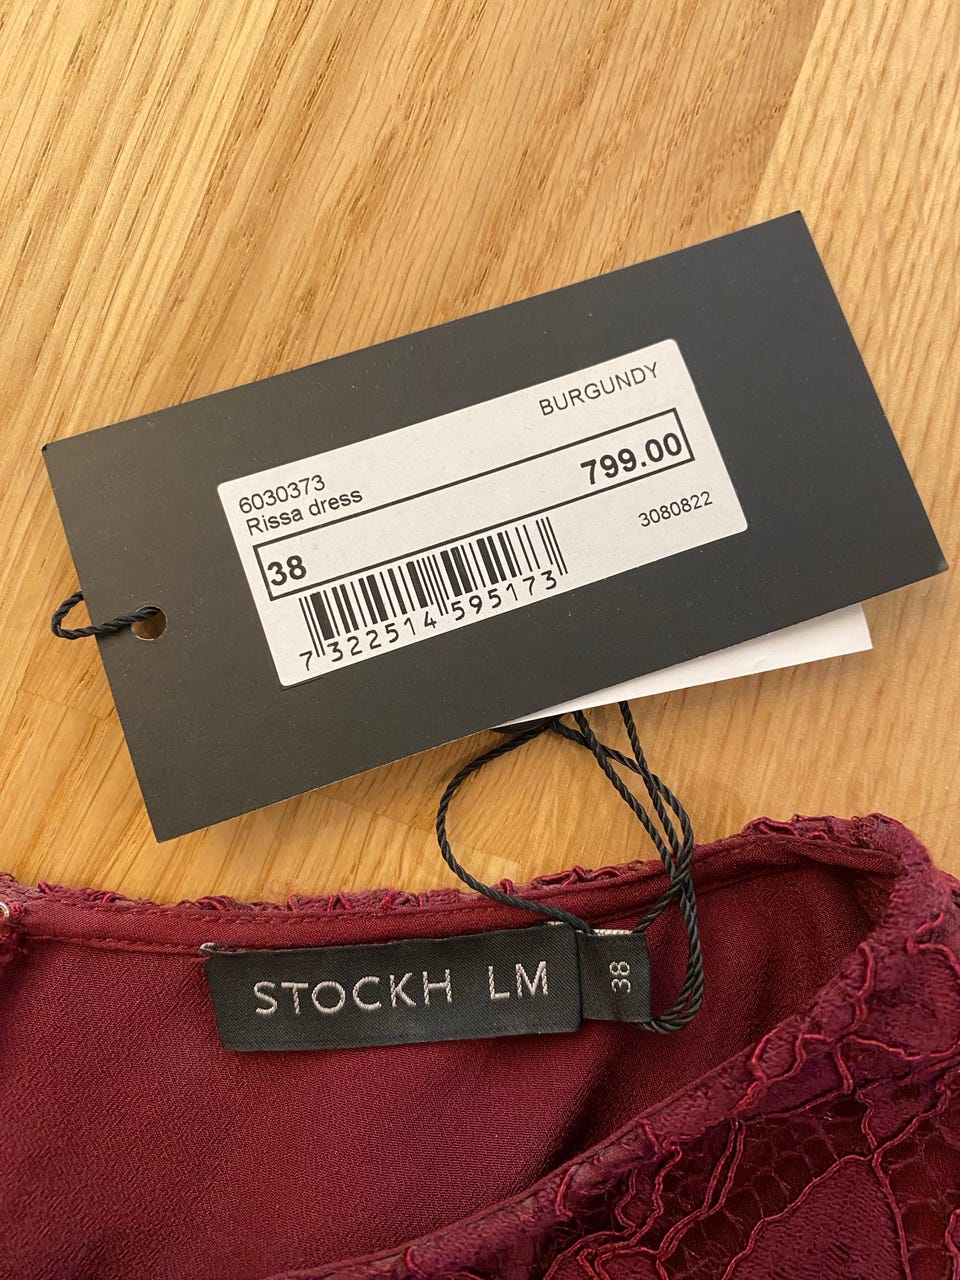 BURGUNDY
6030373
Rissa dress
38 799.00
3080822
7 322514 595173
STOCKH LM
38